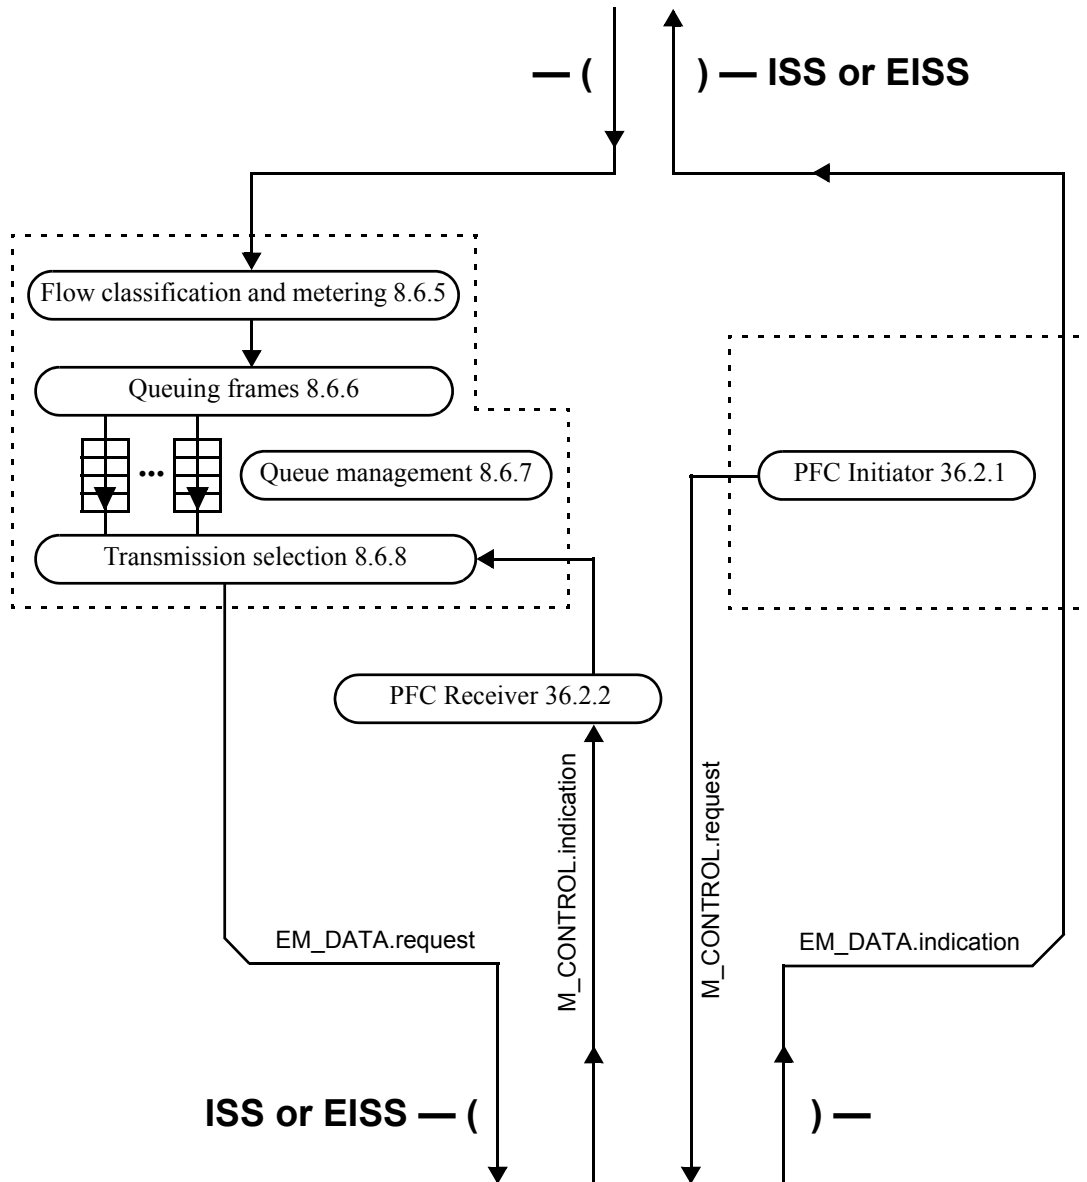 — ( ) — ISS or EISS
Flow classification and metering 8.6.5
Queuing frames 8.6.6
...
Queue management 8.6.7
PFC Initiator 36.2.1
Transmission selection 8.6.8
PFC Receiver 36.2.2
M_CONTROL.indication
M_CONTROL.request
EM_DATA.request
EM_DATA.indication
ISS or EISS — ( ) —